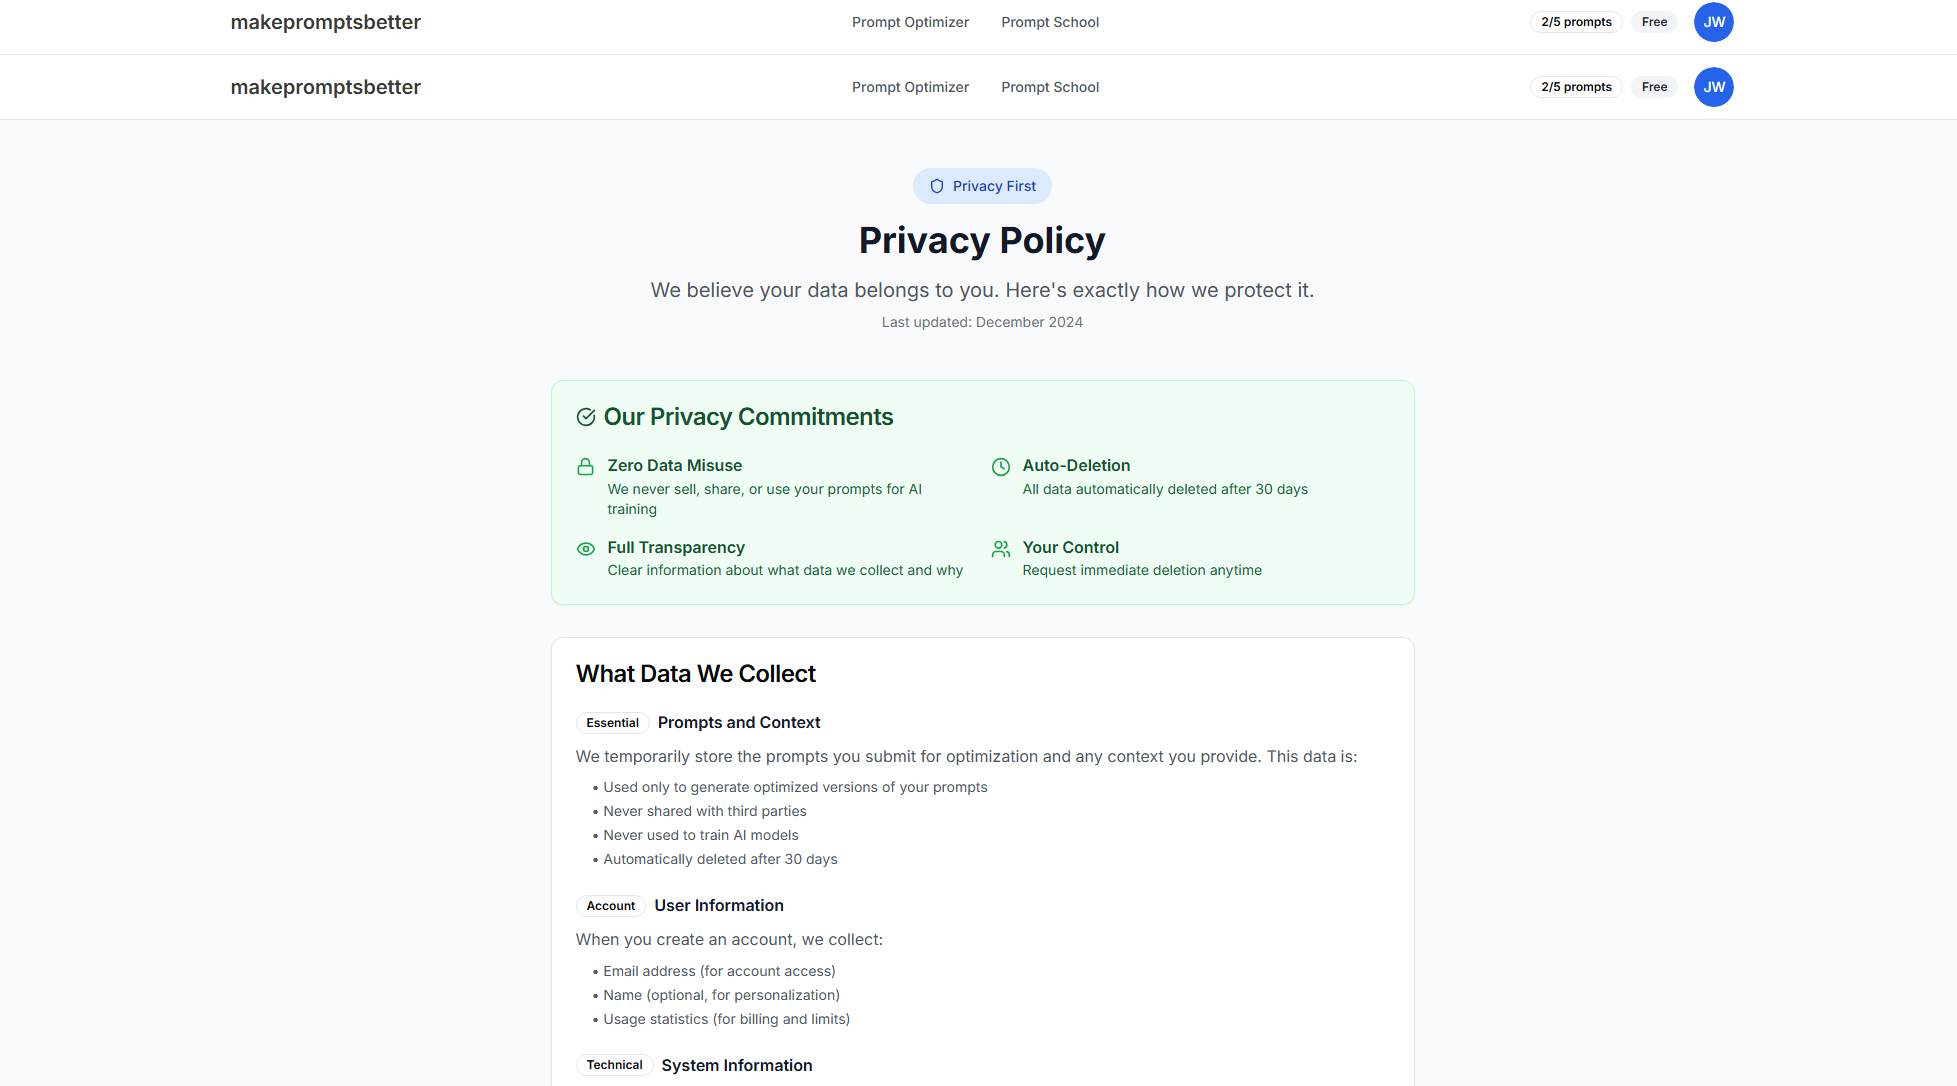 makepromptsbetter Prompt Optimizer Prompt School 2/5 prompts Free JW
makepromptsbetter Prompt Optimizer Prompt School 2/5 prompts Free JW
Privacy First
Privacy Policy
We believe your data belongs to you. Here's exactly how we protect it.
Last updated: December 2024
Our Privacy Commitments
Zero Data Misuse
We never sell, share, or use your prompts for AI
training
Auto-Deletion
All data automatically deleted after 30 days
Full Transparency
Clear information about what data we collect and why
Your Control
Request immediate deletion anytime
What Data We Collect
Essential Prompts and Context
We temporarily store the prompts you submit for optimization and any context you provide. This data is:
• Used only to generate optimized versions of your prompts
• Never shared with third parties
• Never used to train AI models
• Automatically deleted after 30 days
Account User Information
When you create an account, we collect:
• Email address (for account access)
• Name (optional, for personalization)
• Usage statistics (for billing and limits)
Technical System Information